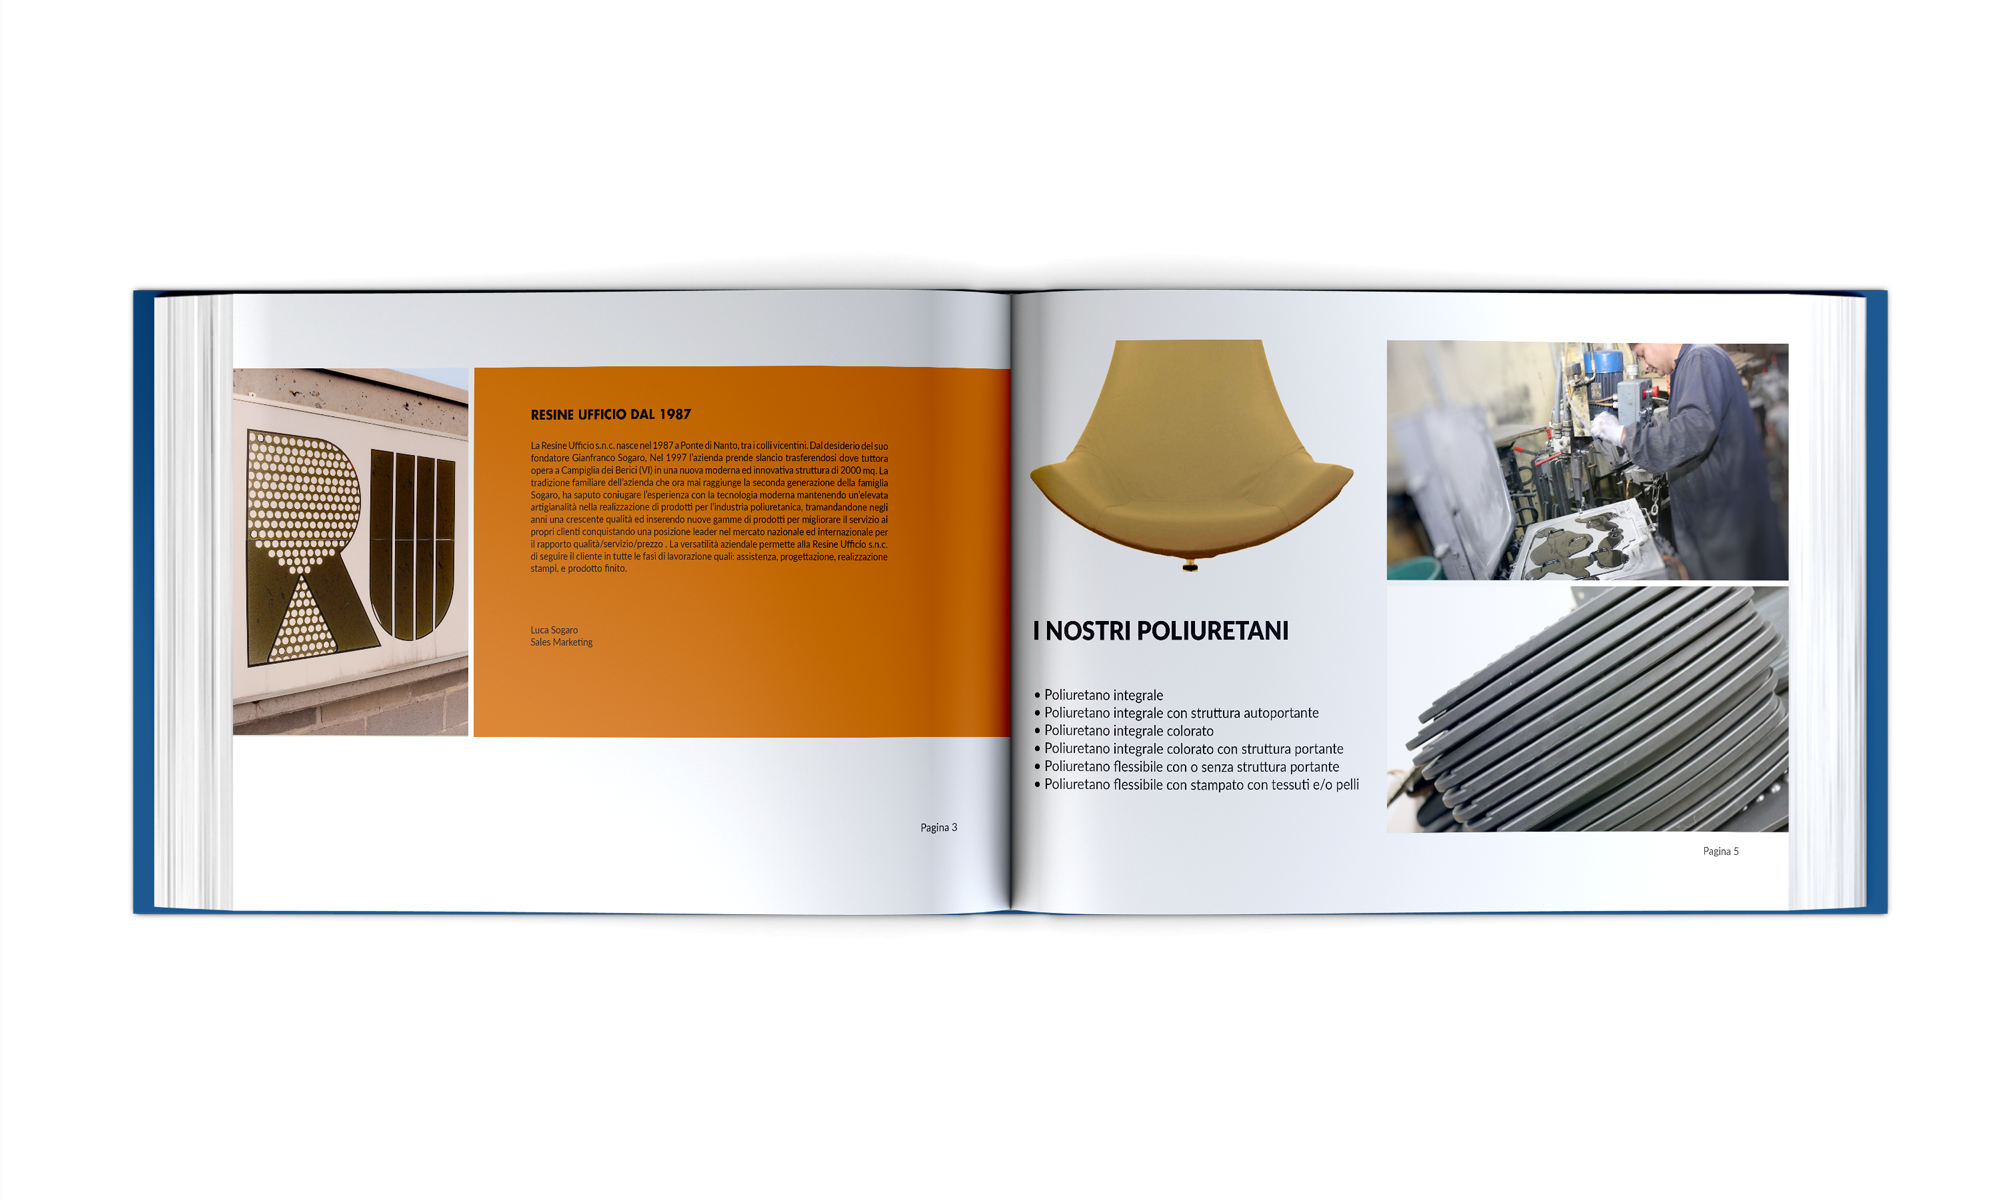 RU
RESINE UFFICIO DAL 1987
La Resine Ufficio s.n.c. nasce nel 1987 a Ponte di Nanto, tra i colli vicentini. Dal desiderio del suo
fondatore Gianfranco Sogaro, Nel 1997 l'azienda prende slancio trasferendosi dove tuttora
opera a Campiglia dei Berici (VI) in una nuova moderna ed innovativa struttura di 2000 mq. La
tradizione familiare dell'azienda che ora mai raggiunge la seconda generazione della famiglia
Sogaro, ha saputo coniugare l'esperienza con la tecnologia moderna mantenendo un'elevata
artigianalità nella realizzazione di prodotti per l'industria poliuretanica, tramandandone negli
anni una crescente qualità ed inserendo nuove gamme di prodotti per migliorare il servizio ai
propri clienti conquistando una posizione leader nel mercato nazionale ed internazionale per
il rapporto qualità/servizio/prezzo . La versatilità aziendale permette alla Resine Ufficio s.n.c.
di seguire il cliente in tutte le fasi di lavorazione quali: assistenza, progettazione, realizzazione
stampi, e prodotto finito.
Luca Sogaro
Sales Marketing
Pagina 3
I NOSTRI POLIURETANI
• Poliuretano integrale
• Poliuretano integrale con struttura autoportante
• Poliuretano integrale colorato
• Poliuretano integrale colorato con struttura portante
• Poliuretano flessibile con o senza struttura portante
• Poliuretano flessibile con stampato con tessuti e/o pelli
Pagina 5